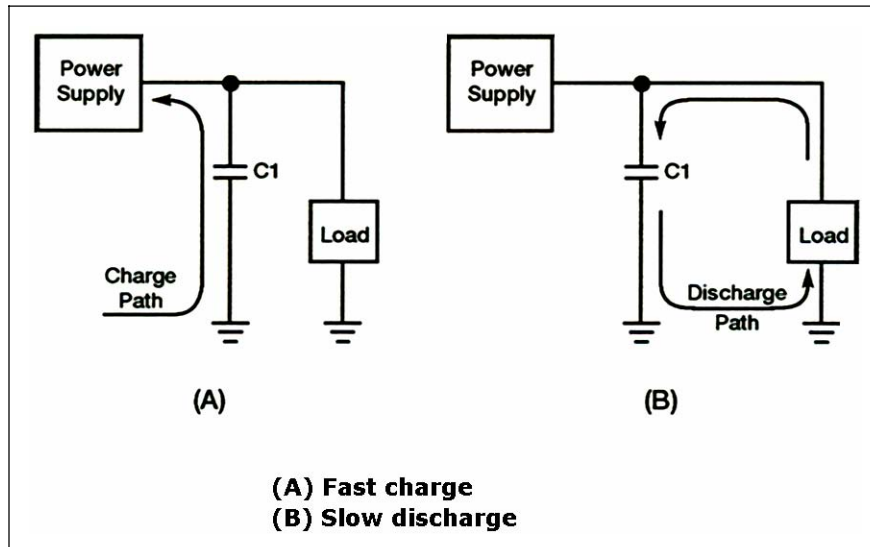 Power
Supply
C1
Load
Charge
Path
(A)
Power
Supply
C1
Load
Discharge
Path
(B)
(A) Fast charge
(B) Slow discharge